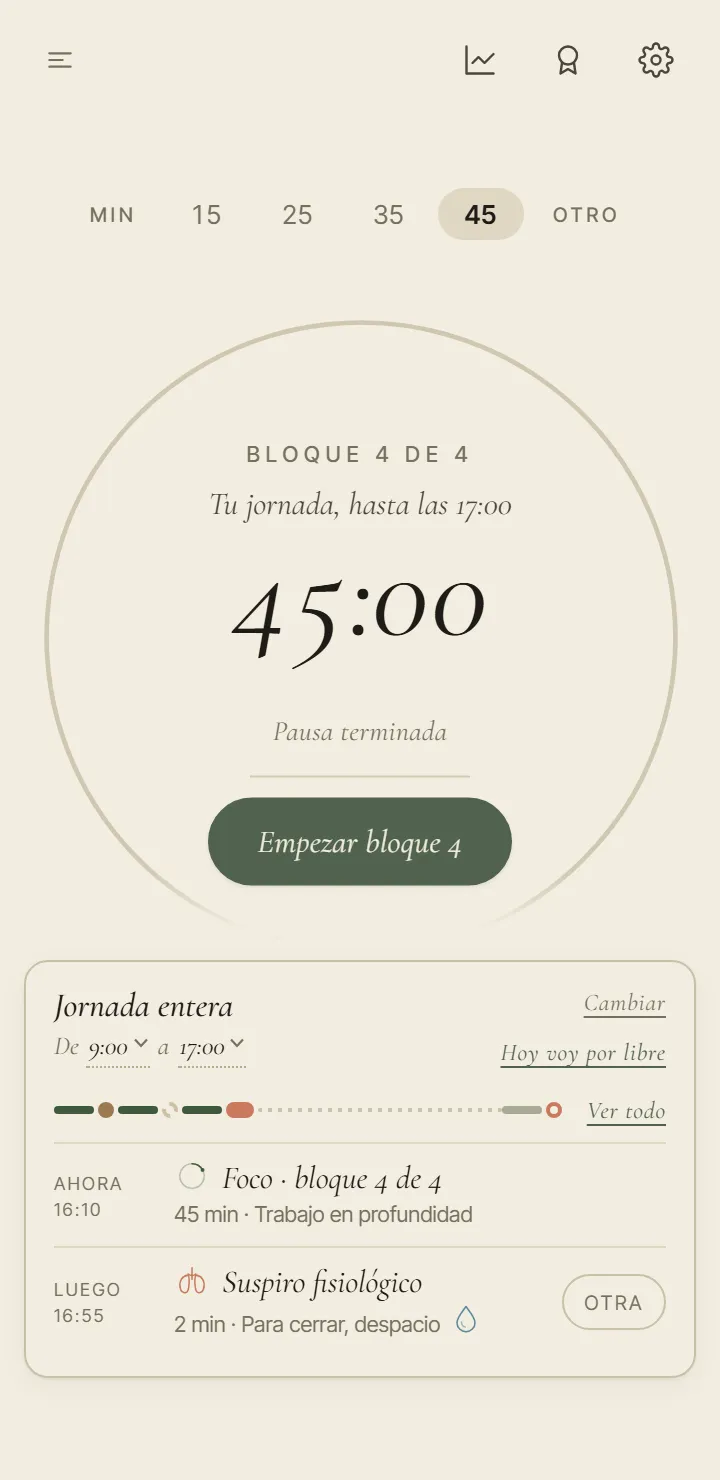 MIN 15 25 35 45 OTRO
BLOQUE 4 DE 4
Tu jornada, hasta las 17:00
45:00
Pausa terminada
Empezar bloque 4
Jornada entera
Cambiar
De 9:00 a 17:00
Hoy voy por libre
Ver todo
AHORA
16:10
Foco · bloque 4 de 4
45 min · Trabajo en profundidad
LUEGO
16:55
Suspiro fisiológico
2 min · Para cerrar, despacio
OTRA